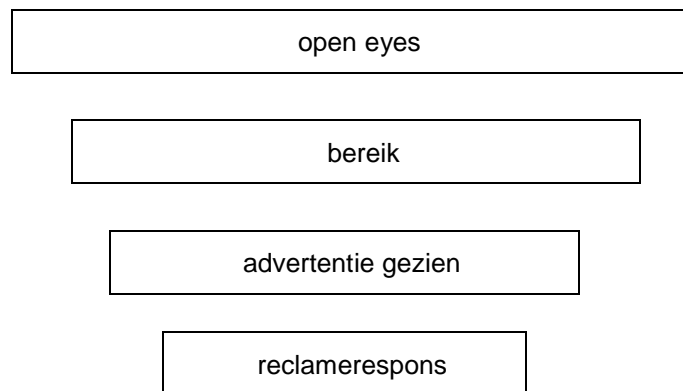 open eyes
bereik
advertentie gezien
reclamerespons